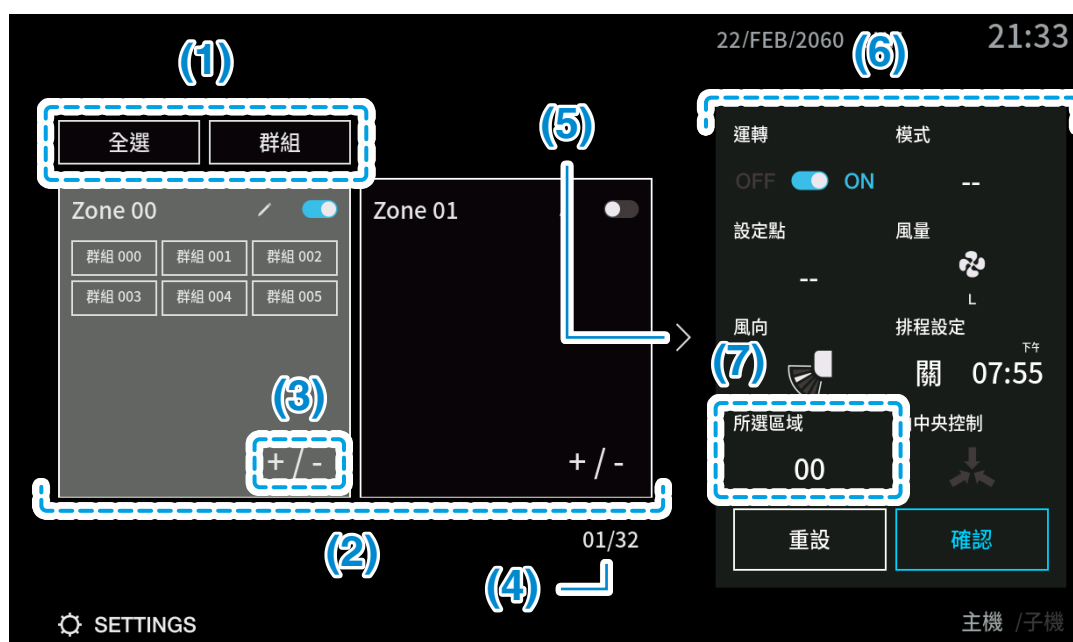 22/FEB/2060
21:33
(1)
(6)
全選
群組
(5)
運轉
模式
OFF
ON
--
Zone 00
Zone 01
設定點
風量
群組 000
群組 001
群組 002
--
L
群組 003
群組 004
群組 005
風向
排程設定
下午
關
07:55
(7)
(3)
所選區域
中央控制
+ / -
+ / -
00
(2)
01/32
重設
確認
(4)
SETTINGS
主機 /子機